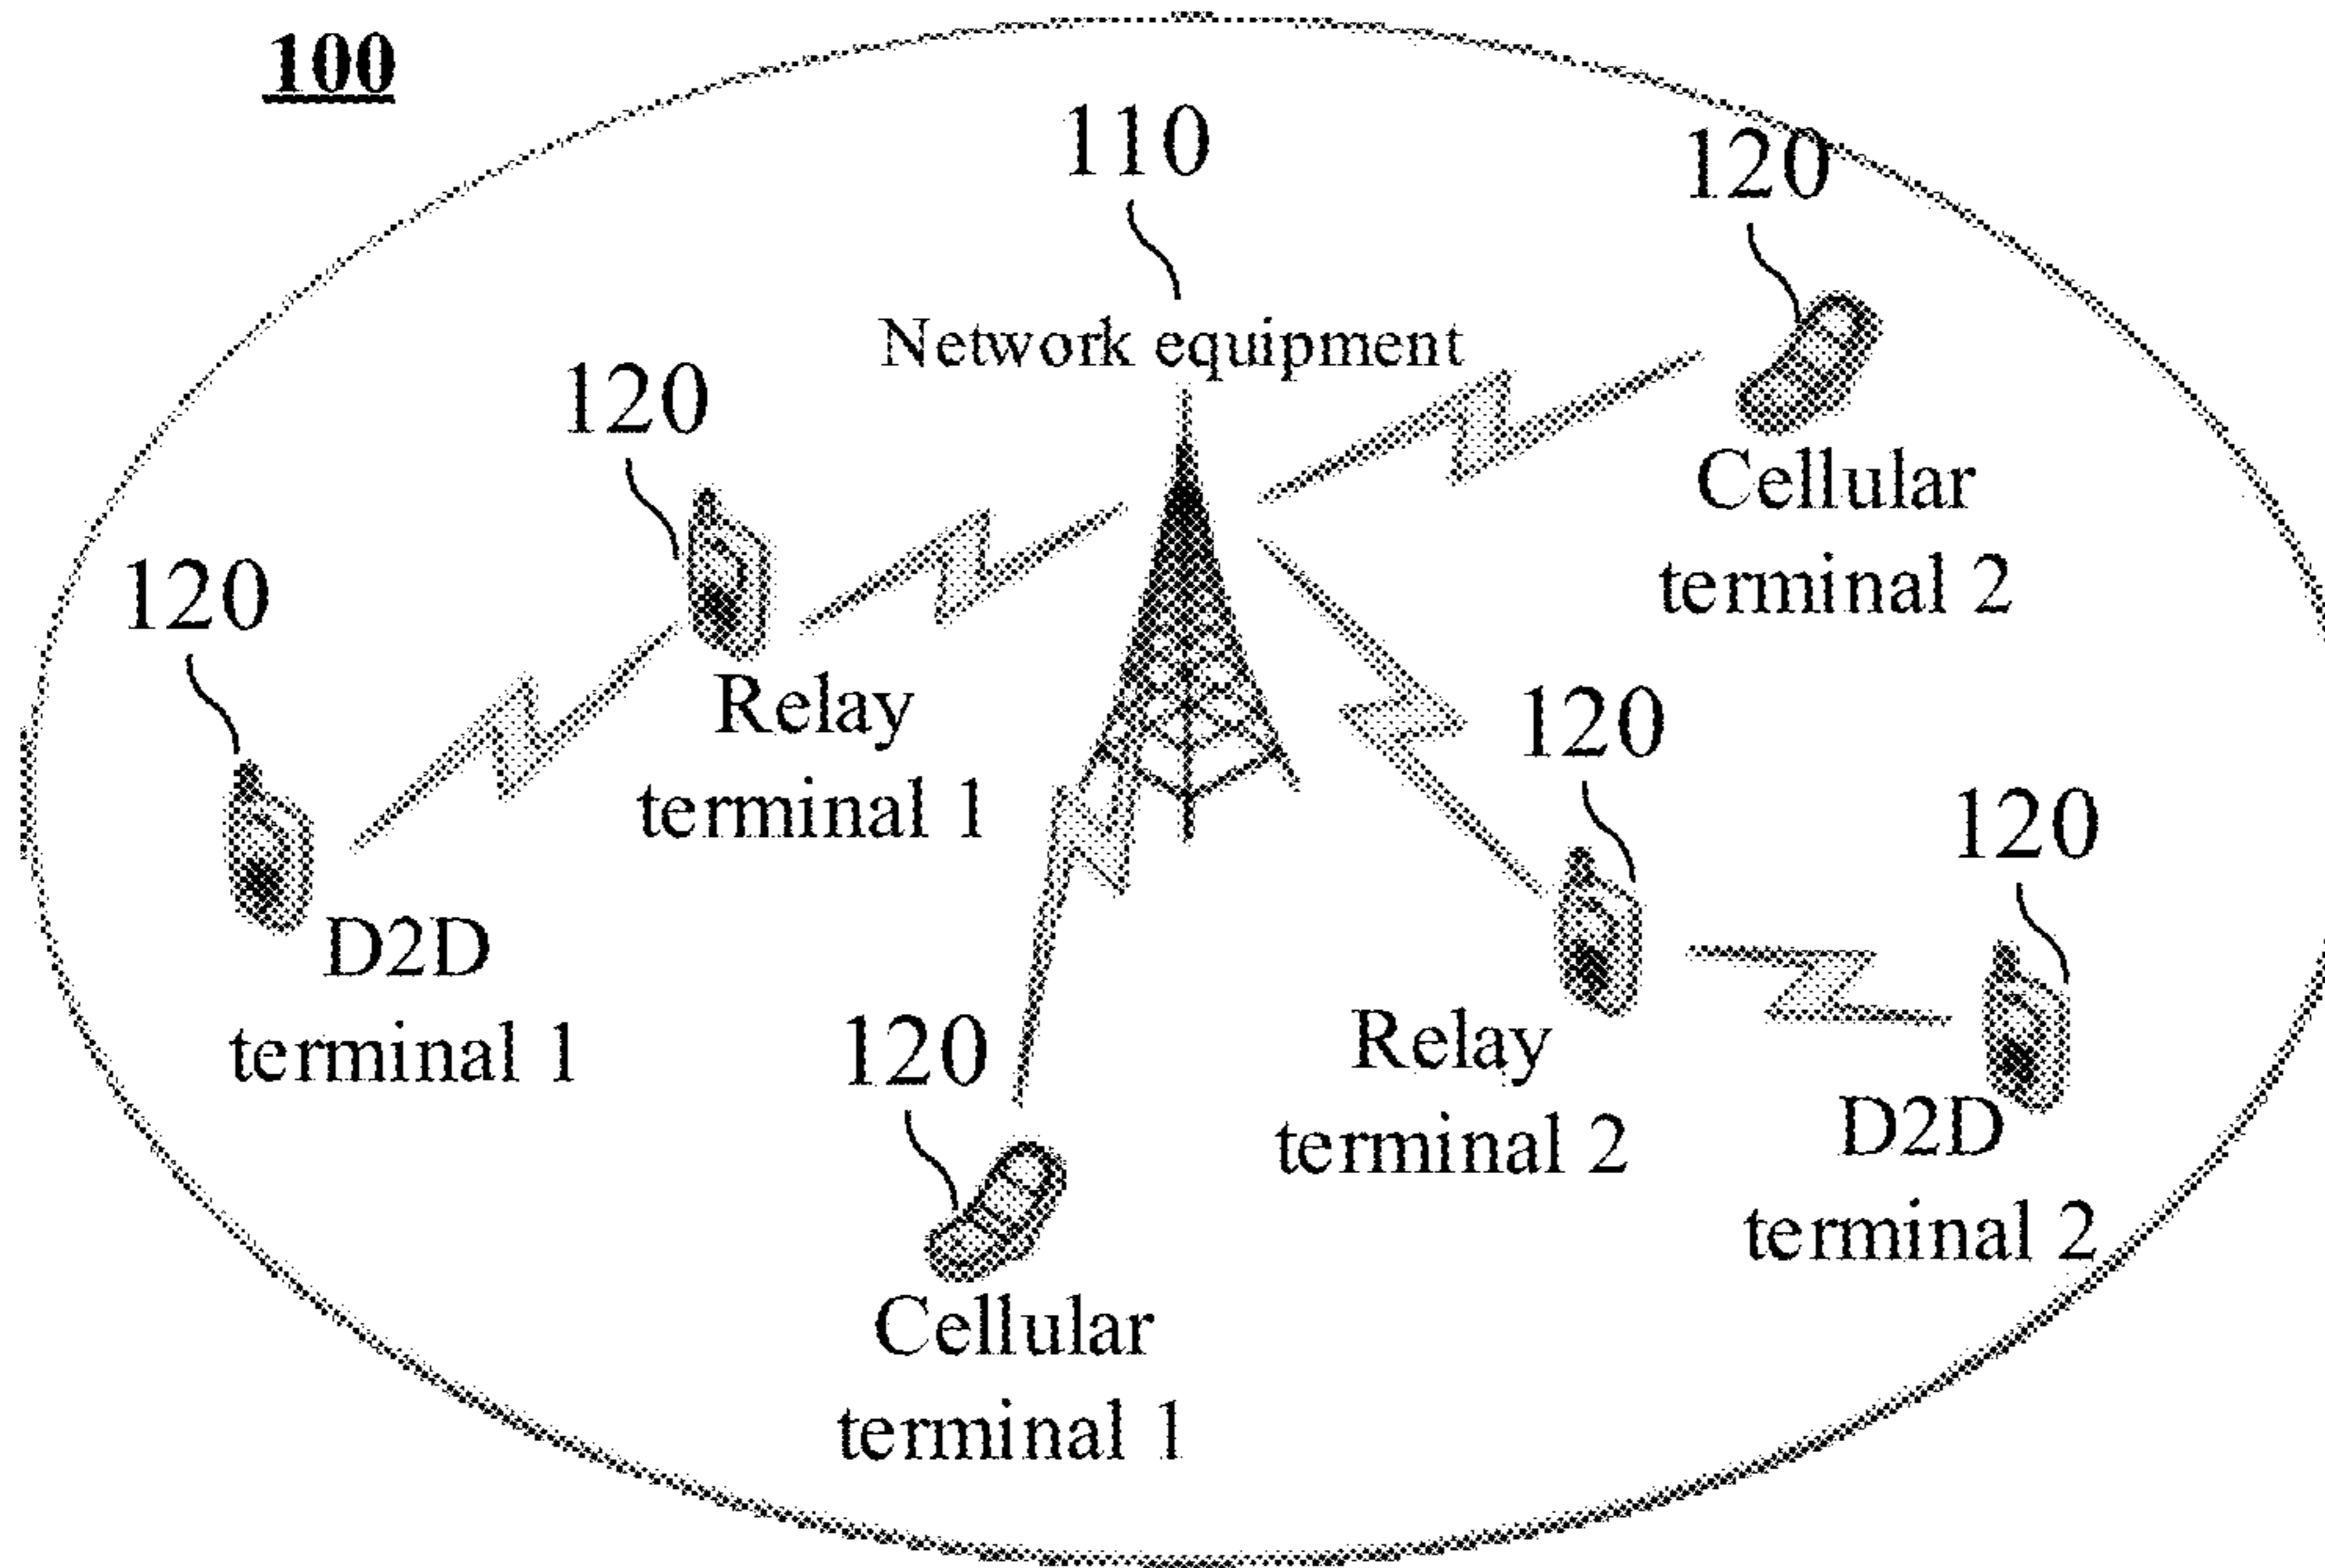 100
110
120
Network equipment
120
Cellular
terminal 2
120
Relay
terminal 1
120
D2D
terminal 1
120
Relay
terminal 2
120
D2D
terminal 2
120
Cellular
terminal 1